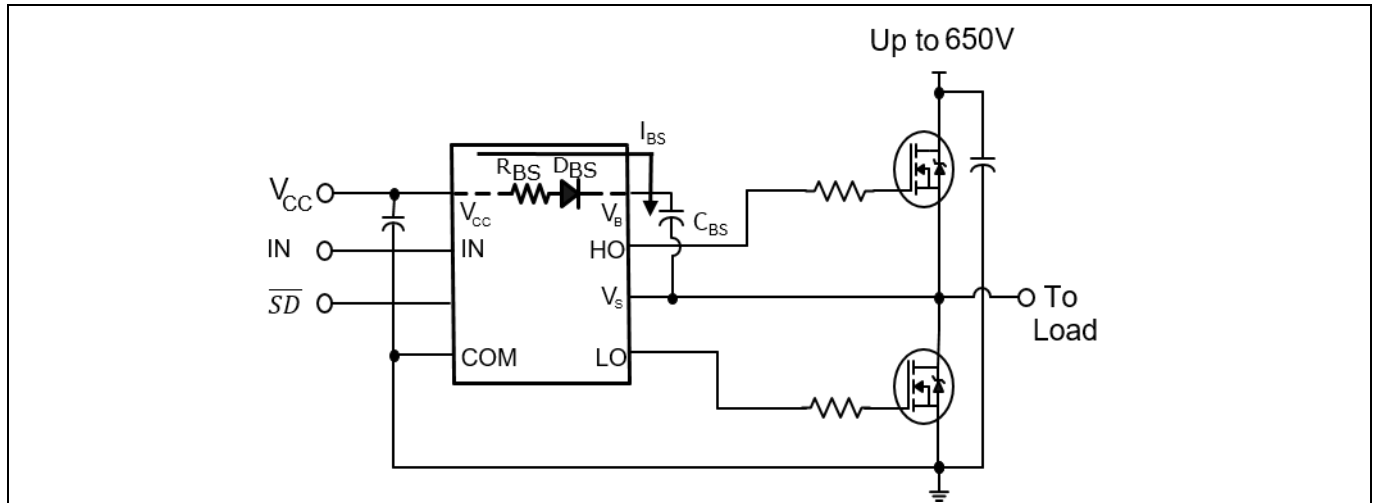 Up to 650V
I_BS
R_BS D_BS
V_CC
V_CC
V_B
C_BS
IN
IN
HO
SD̅
V_S
To
Load
COM
LO